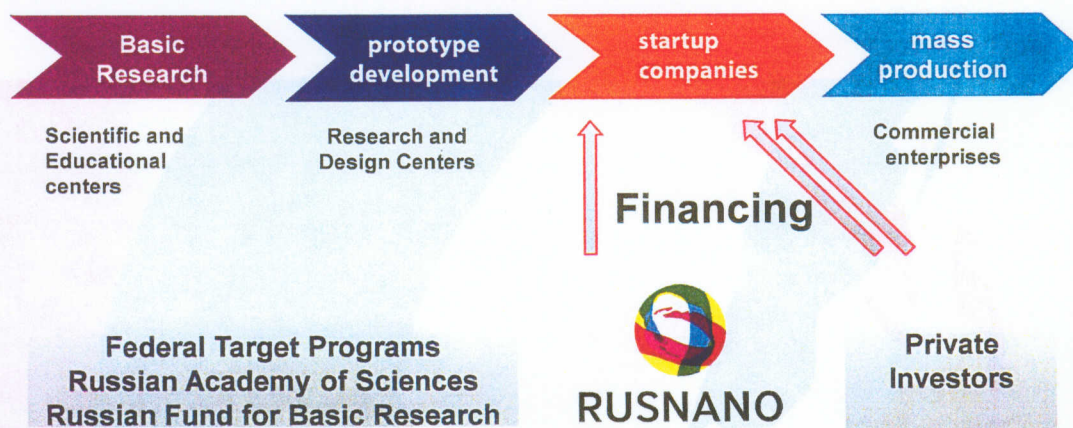 Basic
Research
prototype
development
startup
companies
mass
production
Scientific and
Educational
centers
Research and
Design Centers
Commercial
enterprises
Financing
Federal Target Programs
Russian Academy of Sciences
Russian Fund for Basic Research
RUSNANO
Private
Investors